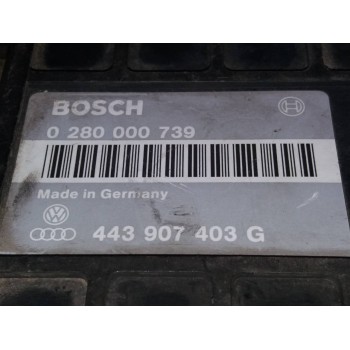 BOSCH
0 280 000 739
Made in Germany
443 907 403 G